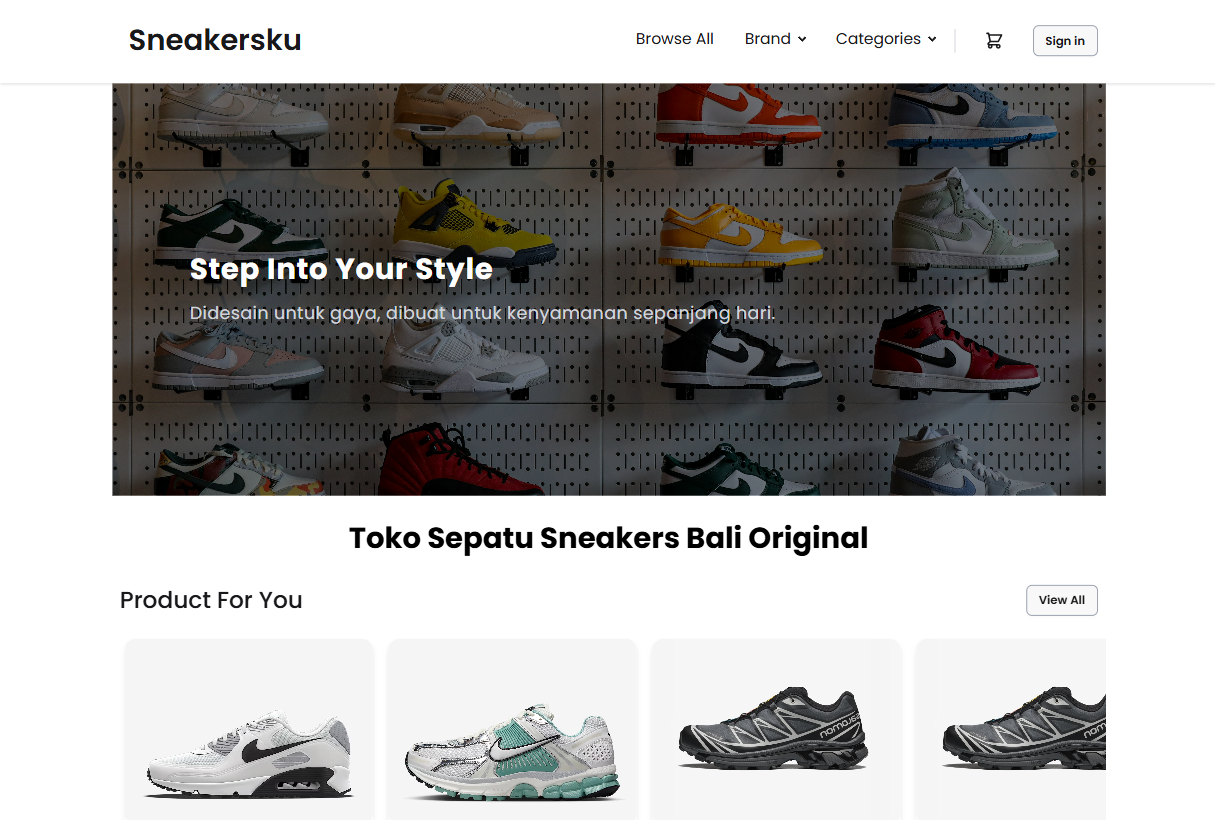 Sneakersku
Browse All
Brand
Categories
Sign in
Step Into Your Style
Didesain untuk gaya, dibuat untuk kenyamanan sepanjang hari.
Toko Sepatu Sneakers Bali Original
Product For You
View All